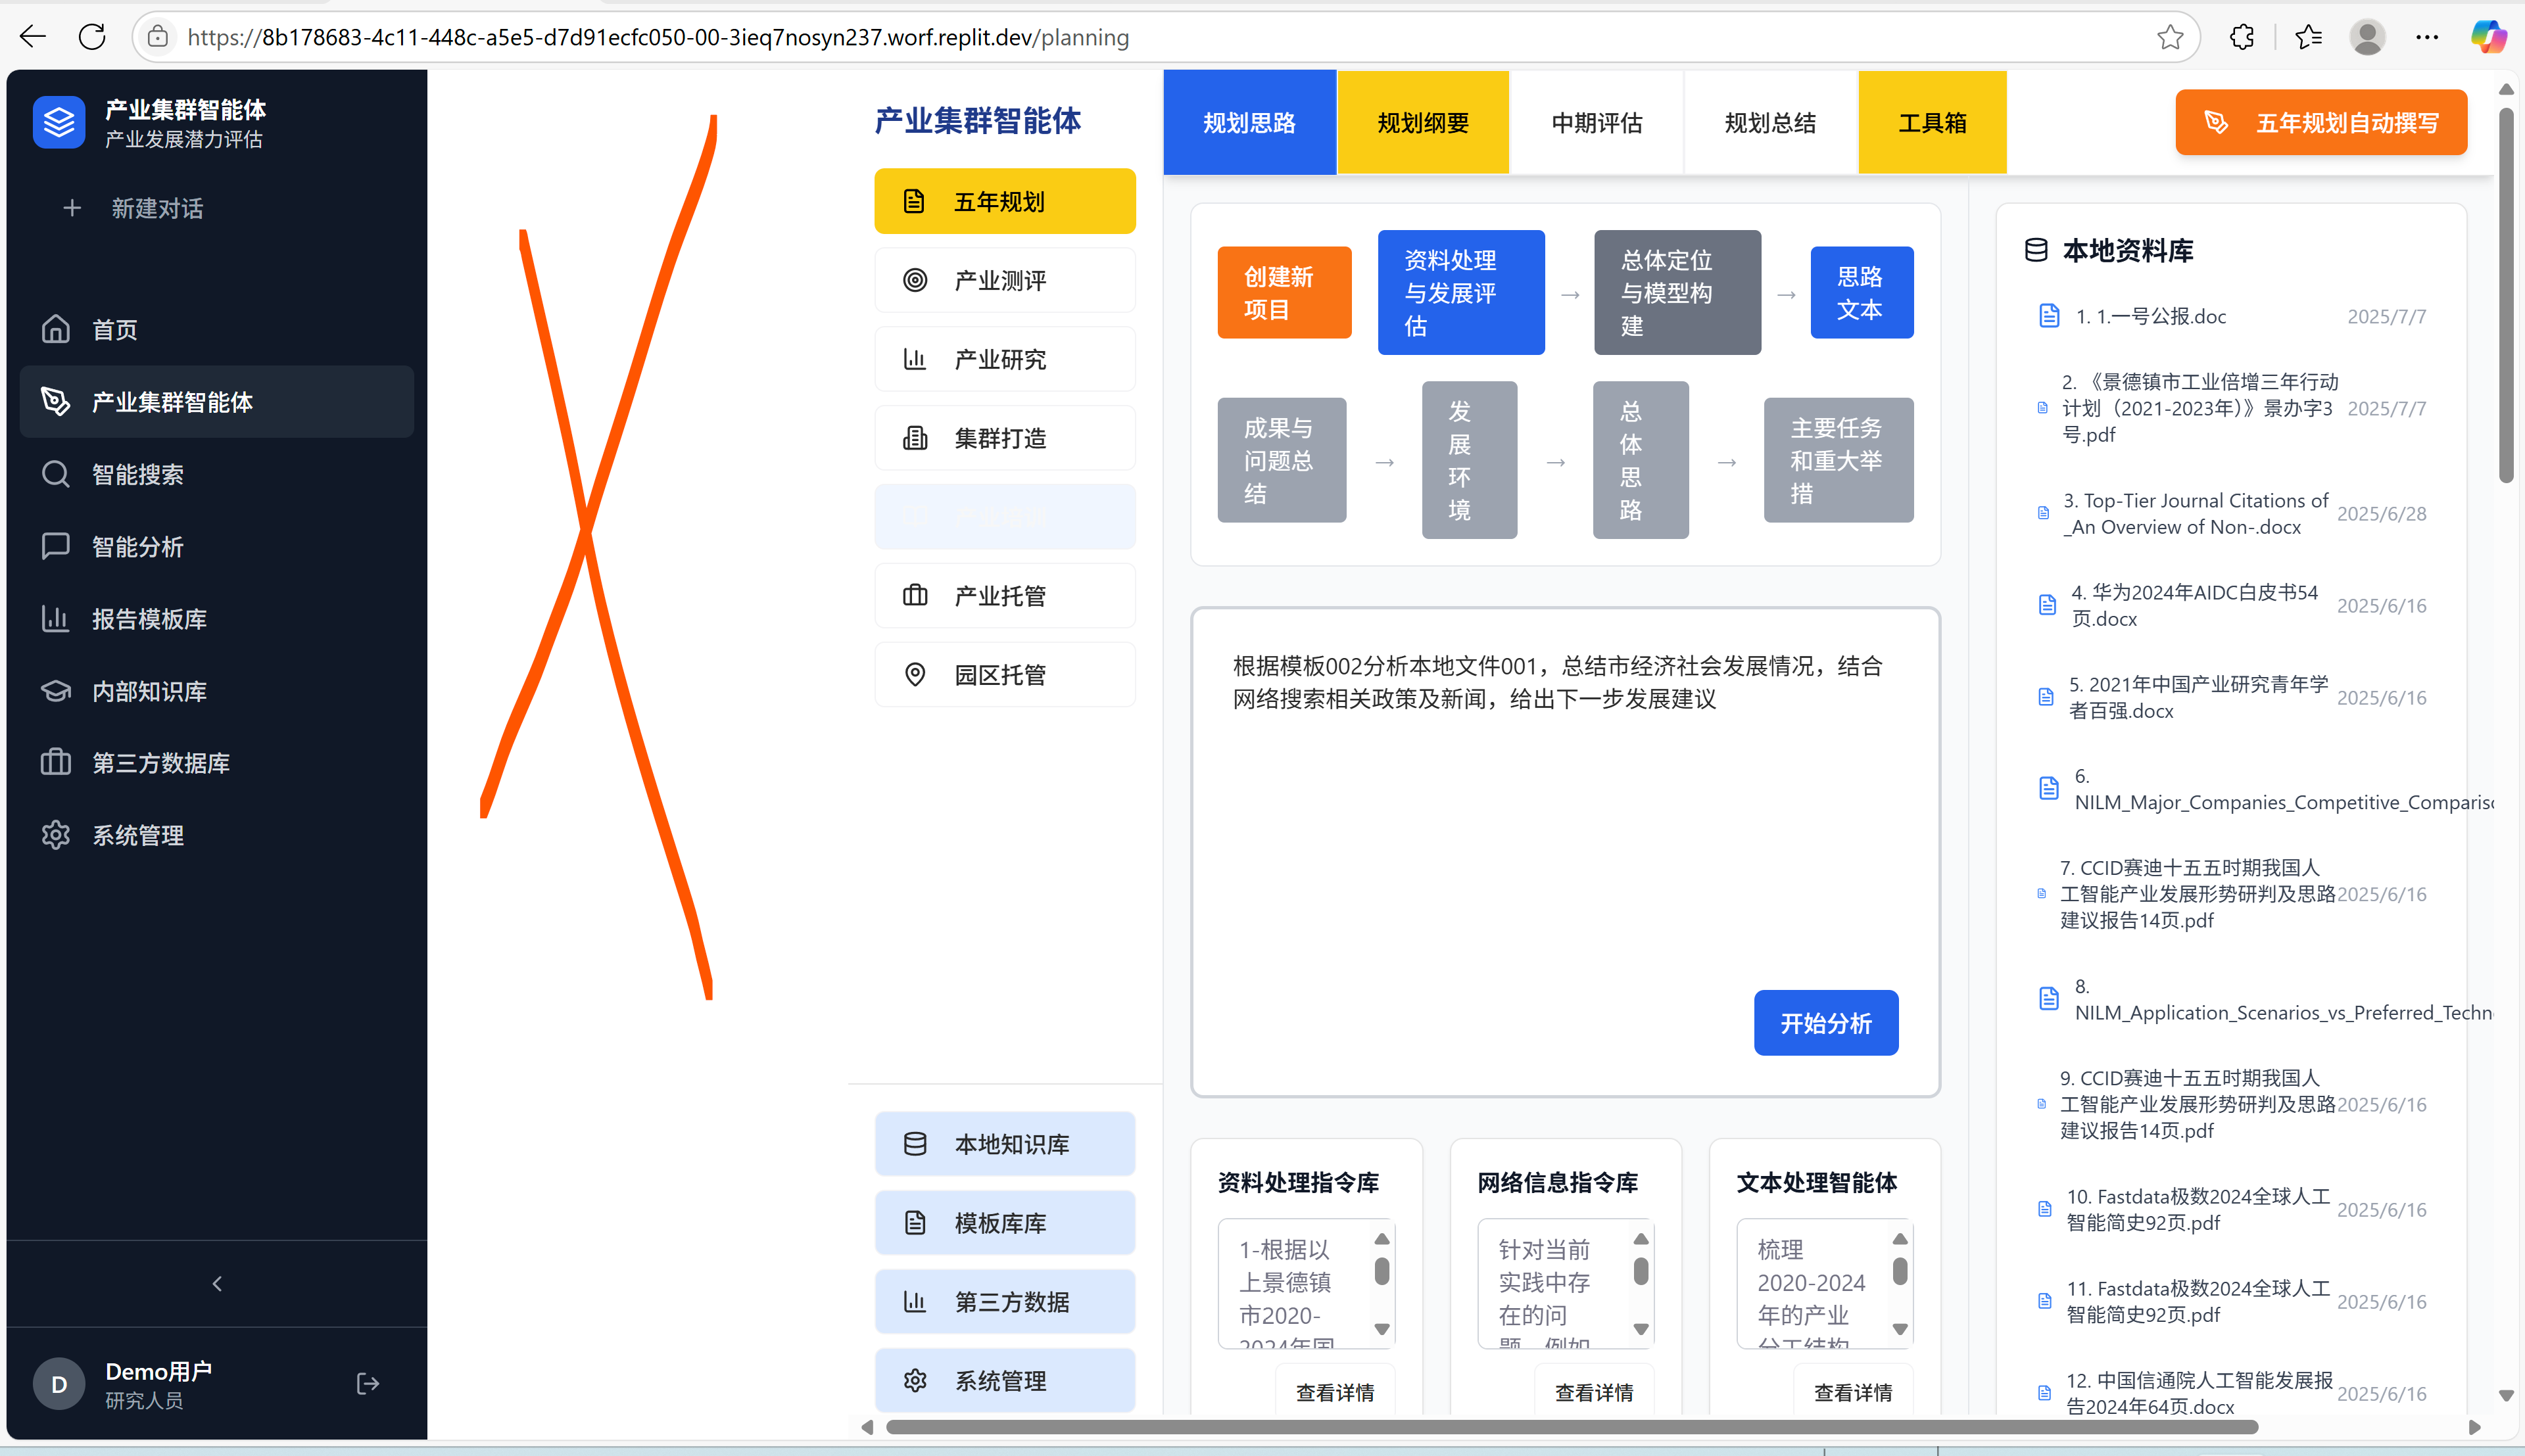 https://8b178683-4c11-448c-a5e5-d7d91ecfc050-00-3ieq7nosyn237.worf.replit.dev/planning
产业集群智能体
产业发展潜力评估
新建对话
首页
产业集群智能体
智能搜索
智能分析
报告模板库
内部知识库
第三方数据库
系统管理
D
Demo用户
研究人员
产业集群智能体
五年规划
产业测评
产业研究
集群打造
产业托管
园区托管
本地知识库
模板库库
第三方数据
系统管理
规划思路
规划纲要
中期评估
规划总结
工具箱
五年规划自动撰写
创建新
项目
资料处理
与发展评
估
→
总体定位
与模型构
建
→
思路
文本
成果与
问题总
结
→
发
展
环
境
→
总
体
思
路
→
主要任务
和重大举
措
根据模板002分析本地文件001，总结市经济社会发展情况，结合
网络搜索相关政策及新闻，给出下一步发展建议
开始分析
资料处理指令库
1-根据以
上景德镇
市2020-
2024年国
查看详情
网络信息指令库
针对当前
实践中存
在的问
题，例如
查看详情
文本处理智能体
梳理
2020-2024
年的产业
分工结构
查看详情
本地资料库
1. 1.一号公报.doc
2025/7/7
2. 《景德镇市工业倍增三年行动
计划（2021-2023年）》景办字3
号.pdf
2025/7/7
3. Top-Tier Journal Citations of
_An Overview of Non-.docx
2025/6/28
4. 华为2024年AIDC白皮书54
页.docx
2025/6/16
5. 2021年中国产业研究青年学
者百强.docx
2025/6/16
6.
NILM_Major_Companies_Competitive_Comparis
7. CCID赛迪十五五时期我国人
工智能产业发展形势研判及思路
建议报告14页.pdf
2025/6/16
8.
NILM_Application_Scenarios_vs_Preferred_Techn
9. CCID赛迪十五五时期我国人
工智能产业发展形势研判及思路
建议报告14页.pdf
2025/6/16
10. Fastdata极数2024全球人工
智能简史92页.pdf
2025/6/16
11. Fastdata极数2024全球人工
智能简史92页.pdf
2025/6/16
12. 中国信通院人工智能发展报
告2024年64页.docx
2025/6/16